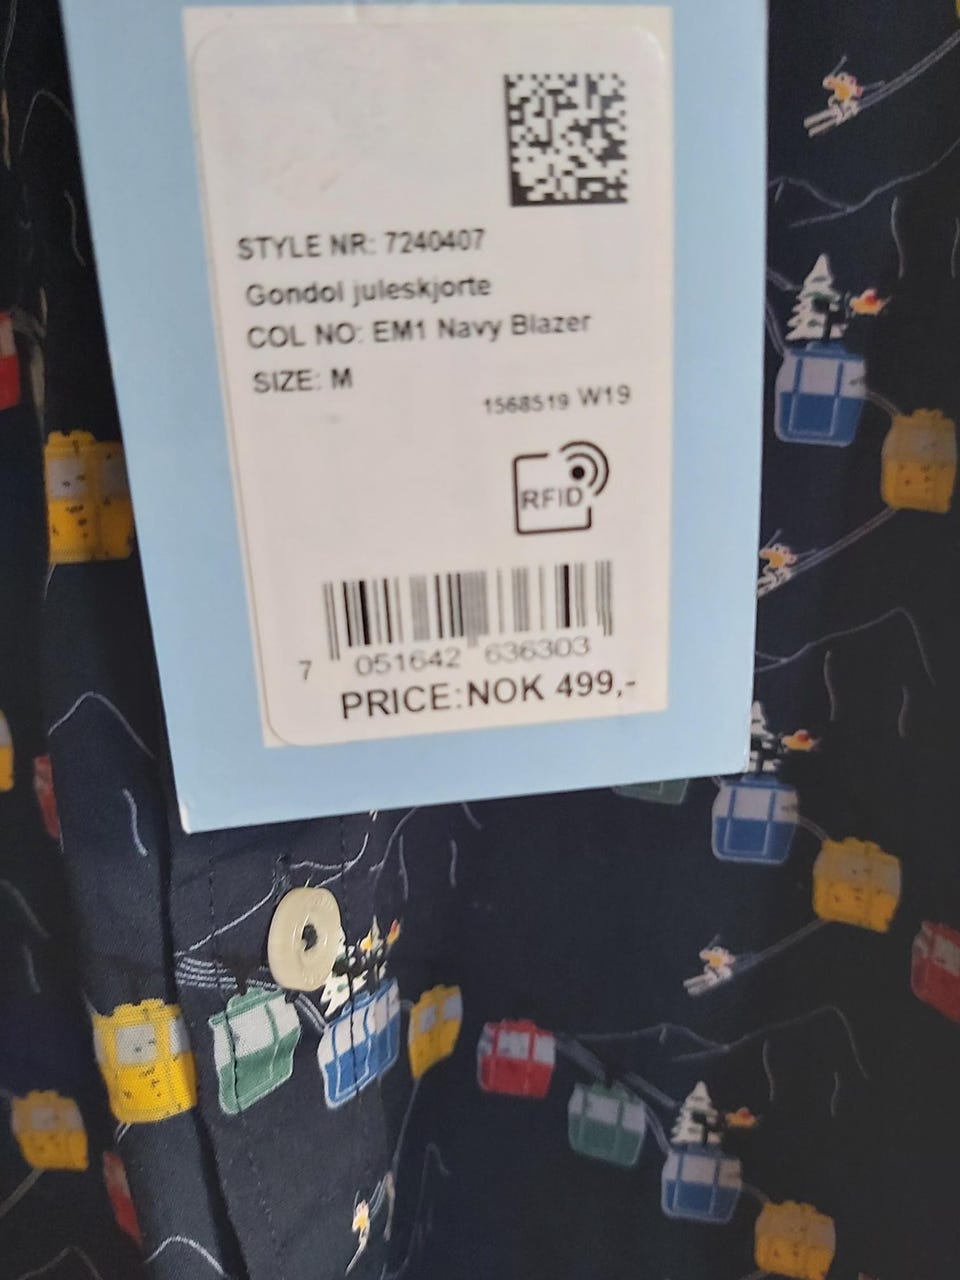 STYLE NR: 7240407
Gondol juleskjorte
COL NO: EM1 Navy Blazer
SIZE: M
1568519 W19
RFID
7 051642 636303
PRICE:NOK 499,-